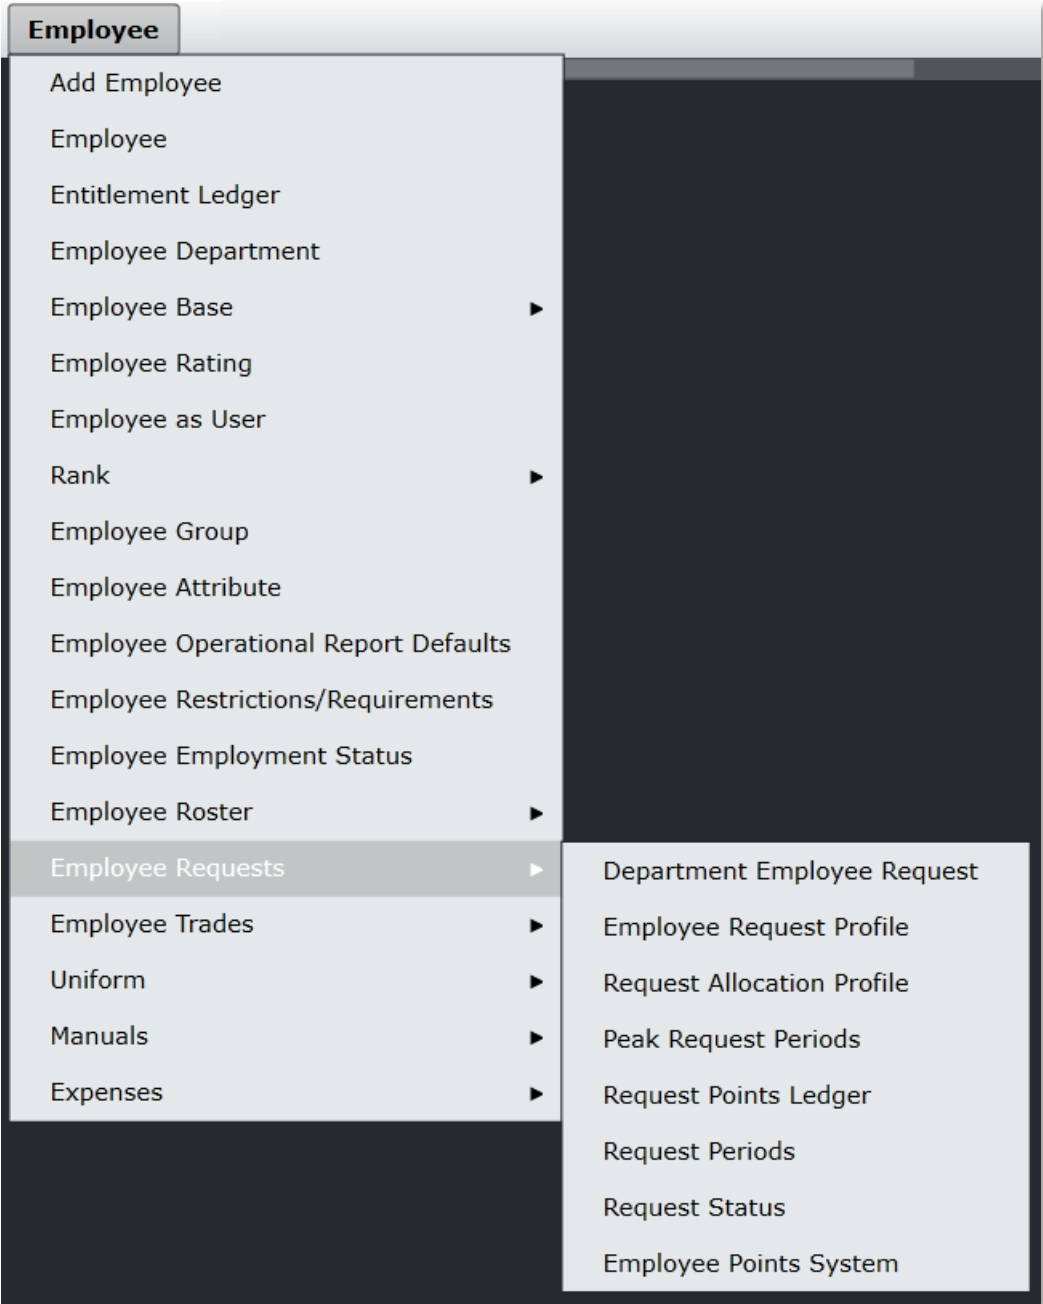 Employee
Add Employee
Employee
Entitlement Ledger
Employee Department
Employee Base
Employee Rating
Employee as User
Rank
Employee Group
Employee Attribute
Employee Operational Report Defaults
Employee Restrictions/Requirements
Employee Employment Status
Employee Roster
Employee Requests
Employee Trades
Uniform
Manuals
Expenses
Department Employee Request
Employee Request Profile
Request Allocation Profile
Peak Request Periods
Request Points Ledger
Request Periods
Request Status
Employee Points System